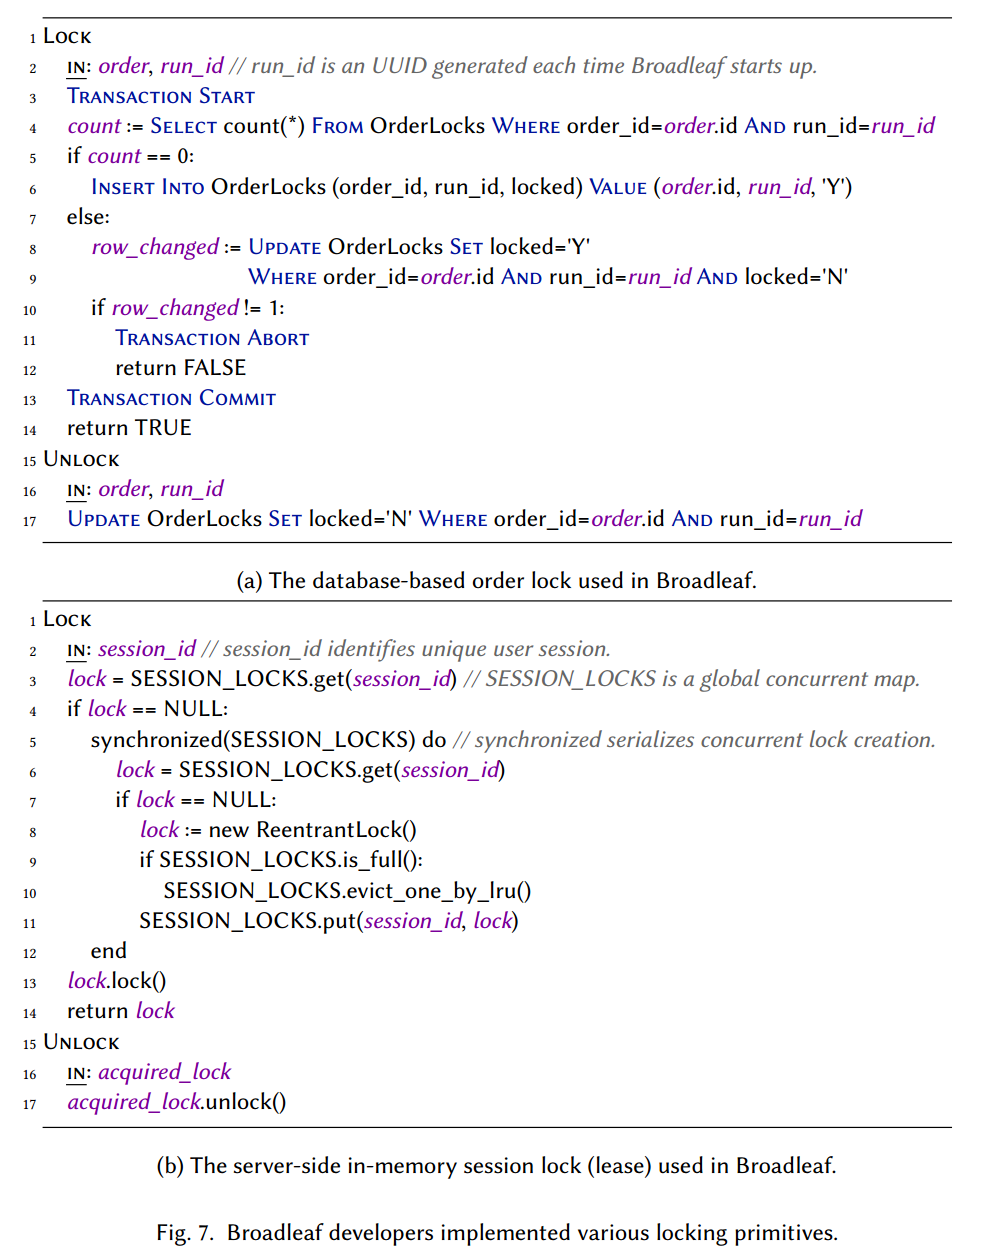 1 LOCK
2 IN: order, run_id // run_id is an UUID generated each time Broadleaf starts up.
3 TRANSACTION START
4 count := SELECT count(*) FROM OrderLocks WHERE order_id=order.id AND run_id=run_id
5 if count == 0:
6 INSERT INTO OrderLocks (order_id, run_id, locked) VALUE (order.id, run_id, 'Y')
7 else:
8 row_changed := UPDATE OrderLocks SET locked='Y'
9 WHERE order_id=order.id AND run_id=run_id AND locked='N'
10 if row_changed != 1:
11 TRANSACTION ABORT
12 return FALSE
13 TRANSACTION COMMIT
14 return TRUE
15 UNLOCK
16 IN: order, run_id
17 UPDATE OrderLocks SET locked='N' WHERE order_id=order.id AND run_id=run_id
(a) The database-based order lock used in Broadleaf.
1 LOCK
2 IN: session_id // session_id identifies unique user session.
3 lock = SESSION_LOCKS.get(session_id) // SESSION_LOCKS is a global concurrent map.
4 if lock == NULL:
5 synchronized(SESSION_LOCKS) do // synchronized serializes concurrent lock creation.
6 lock = SESSION_LOCKS.get(session_id)
7 if lock == NULL:
8 lock := new ReentrantLock()
9 if SESSION_LOCKS.is_full():
10 SESSION_LOCKS.evict_one_by_lru()
11 SESSION_LOCKS.put(session_id, lock)
12 end
13 lock.lock()
14 return lock
15 UNLOCK
16 IN: acquired_lock
17 acquired_lock.unlock()
(b) The server-side in-memory session lock (lease) used in Broadleaf.
Fig. 7. Broadleaf developers implemented various locking primitives.